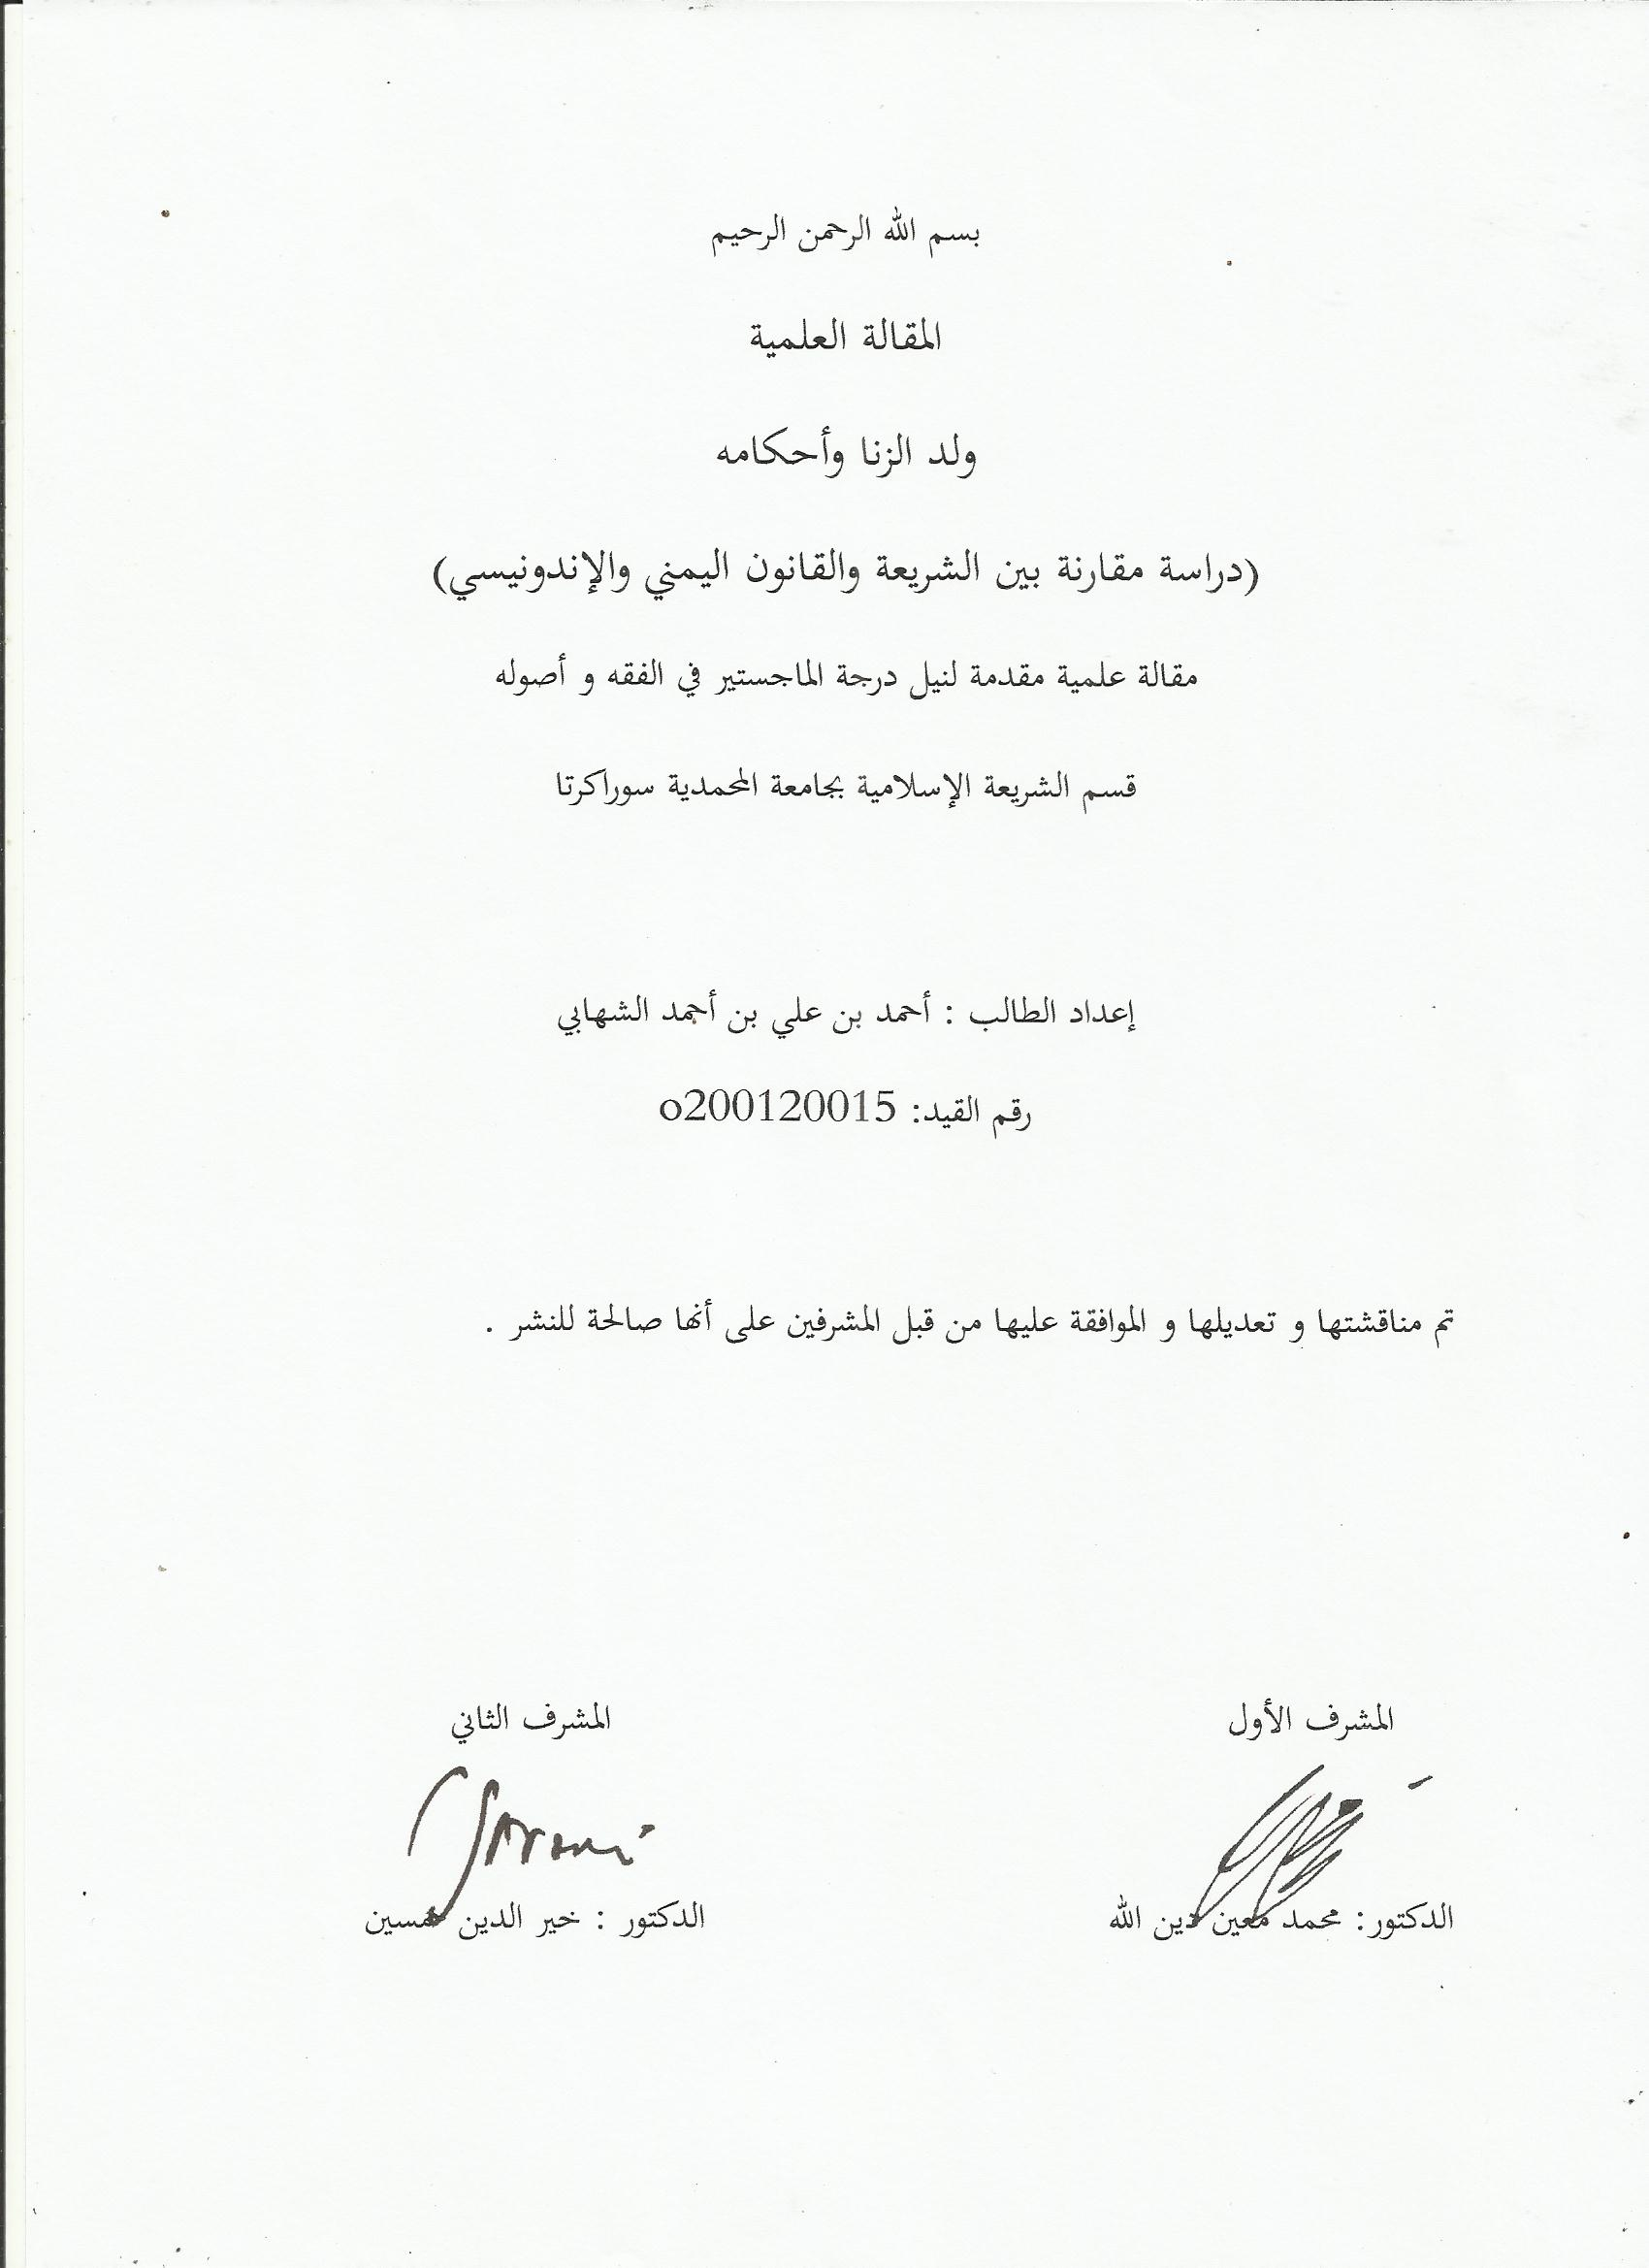 بسم الله الرحمن الرحيم
المقالة العلمية
ولد الزنا وأحكامه
(دراسة مقارنة بين الشريعة والقانون اليمني والإندونيسي)
مقالة علمية مقدمة لنيل درجة الماجستير في الفقه و أصوله
قسم الشريعة الإسلامية بجامعة المحمدية سوراكرتا
إعداد الطالب : أحمد بن علي بن أحمد الشهابي
رقم القيد: o200120015
تم مناقشتها و تعديلها و الموافقة عليها من قبل المشرفين على أنها صالحة للنشر .
المشرف الأول
المشرف الثاني
الدكتور: محمد معين دين الله
الدكتور : خير الدين